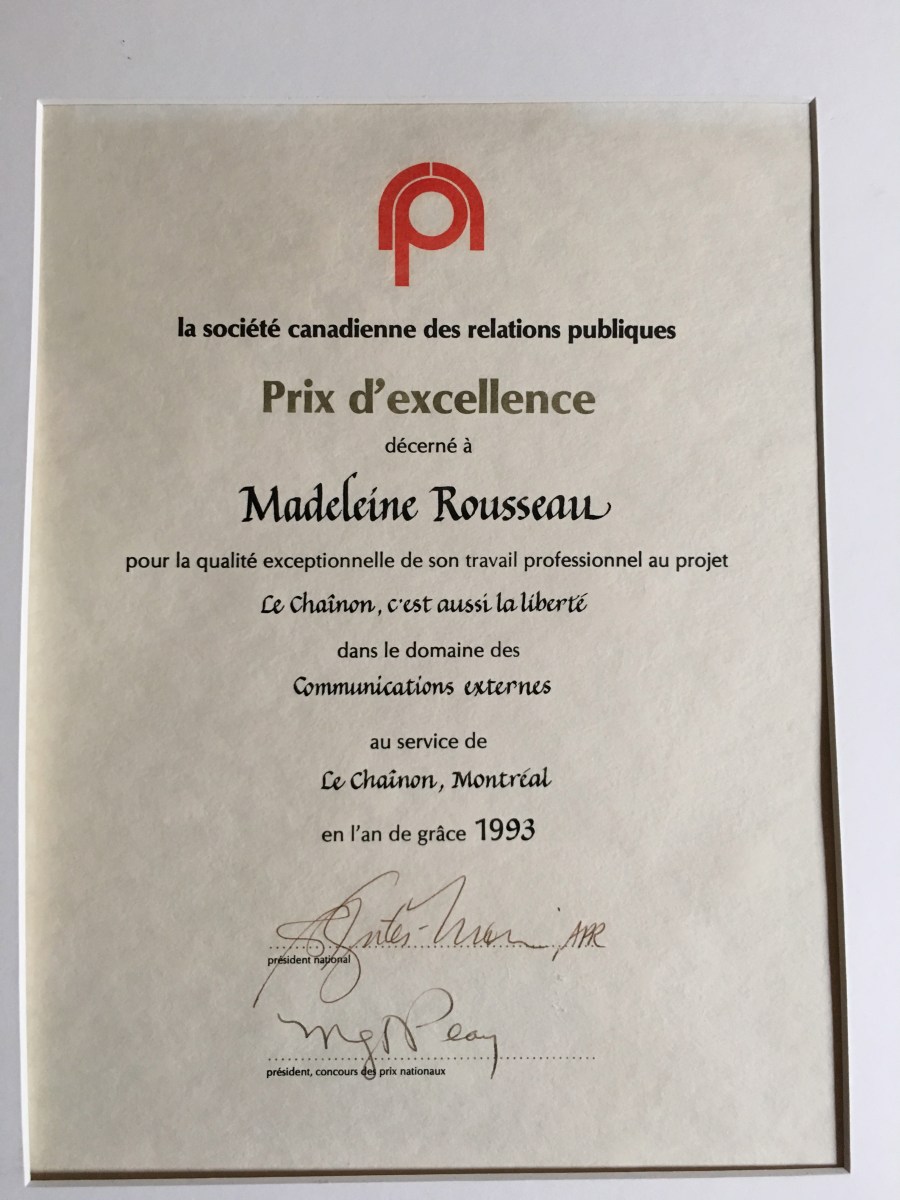 la société canadienne des relations publiques
Prix d'excellence
décerné à
Madeleine Rousseau
pour la qualité exceptionnelle de son travail professionnel au projet
Le Chaînon, c'est aussi la liberté
dans le domaine des
Communications externes
au service de
Le Chaînon, Montréal
en l'an de grâce 1993
APR
président national
président, concours des prix nationaux